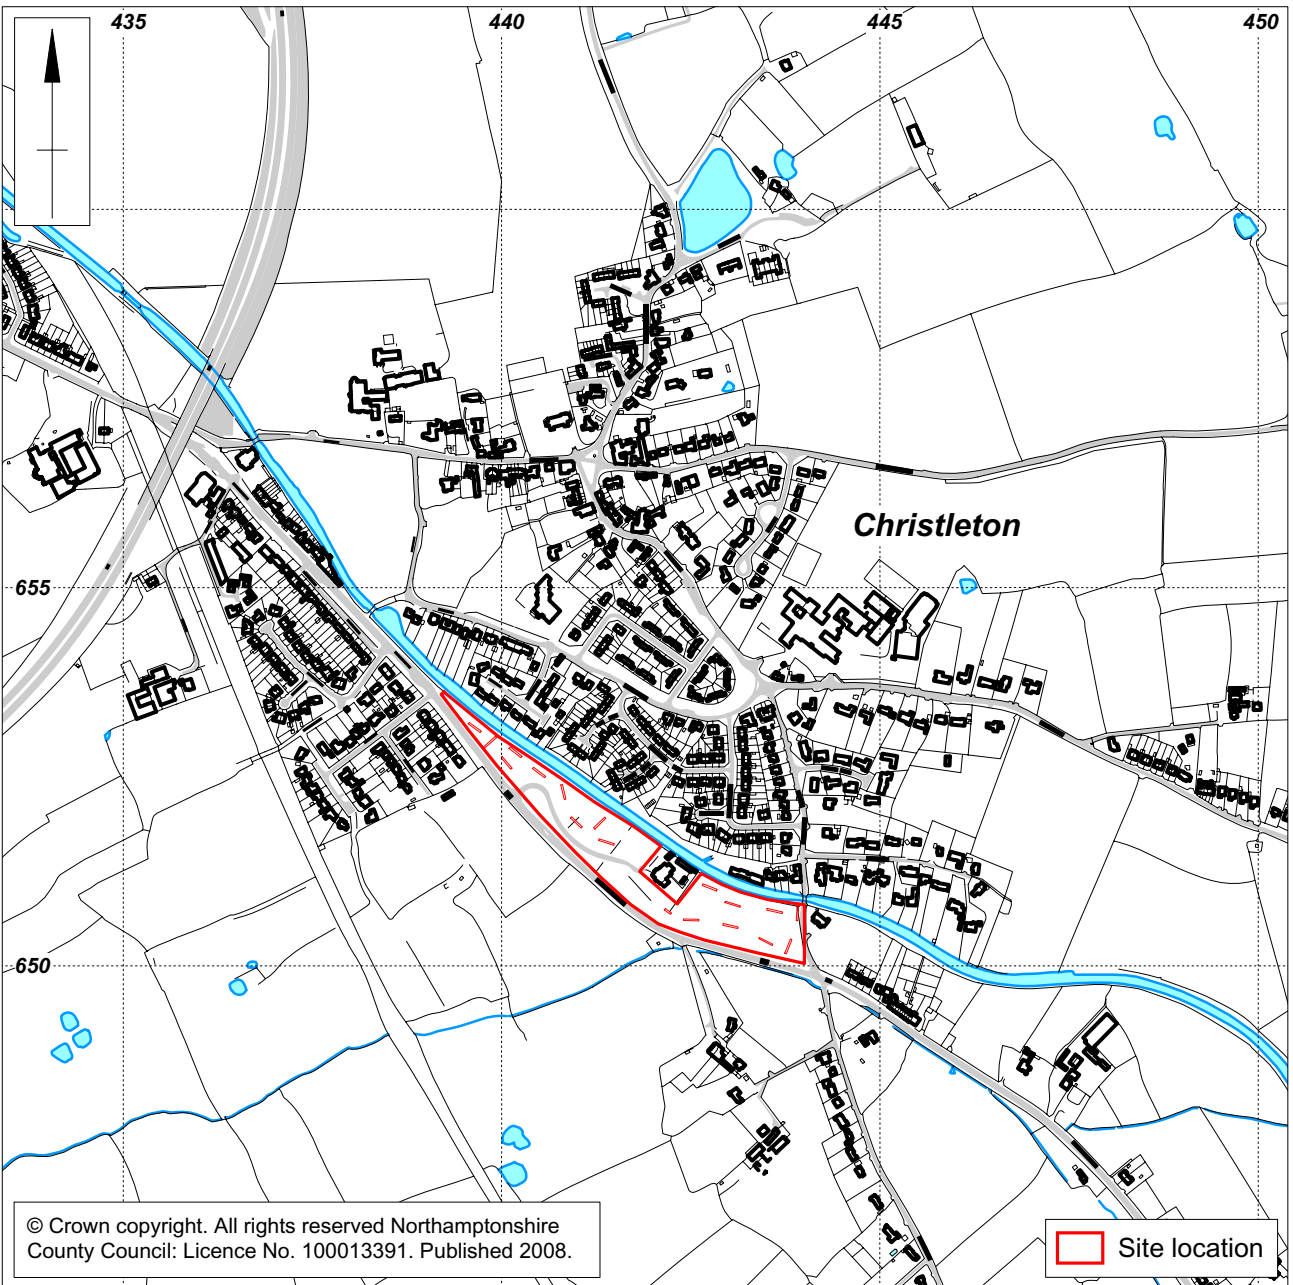 435 440 445 450
Christleton
655
650
© Crown copyright. All rights reserved Northamptonshire
County Council: Licence No. 100013391. Published 2008.
Site location